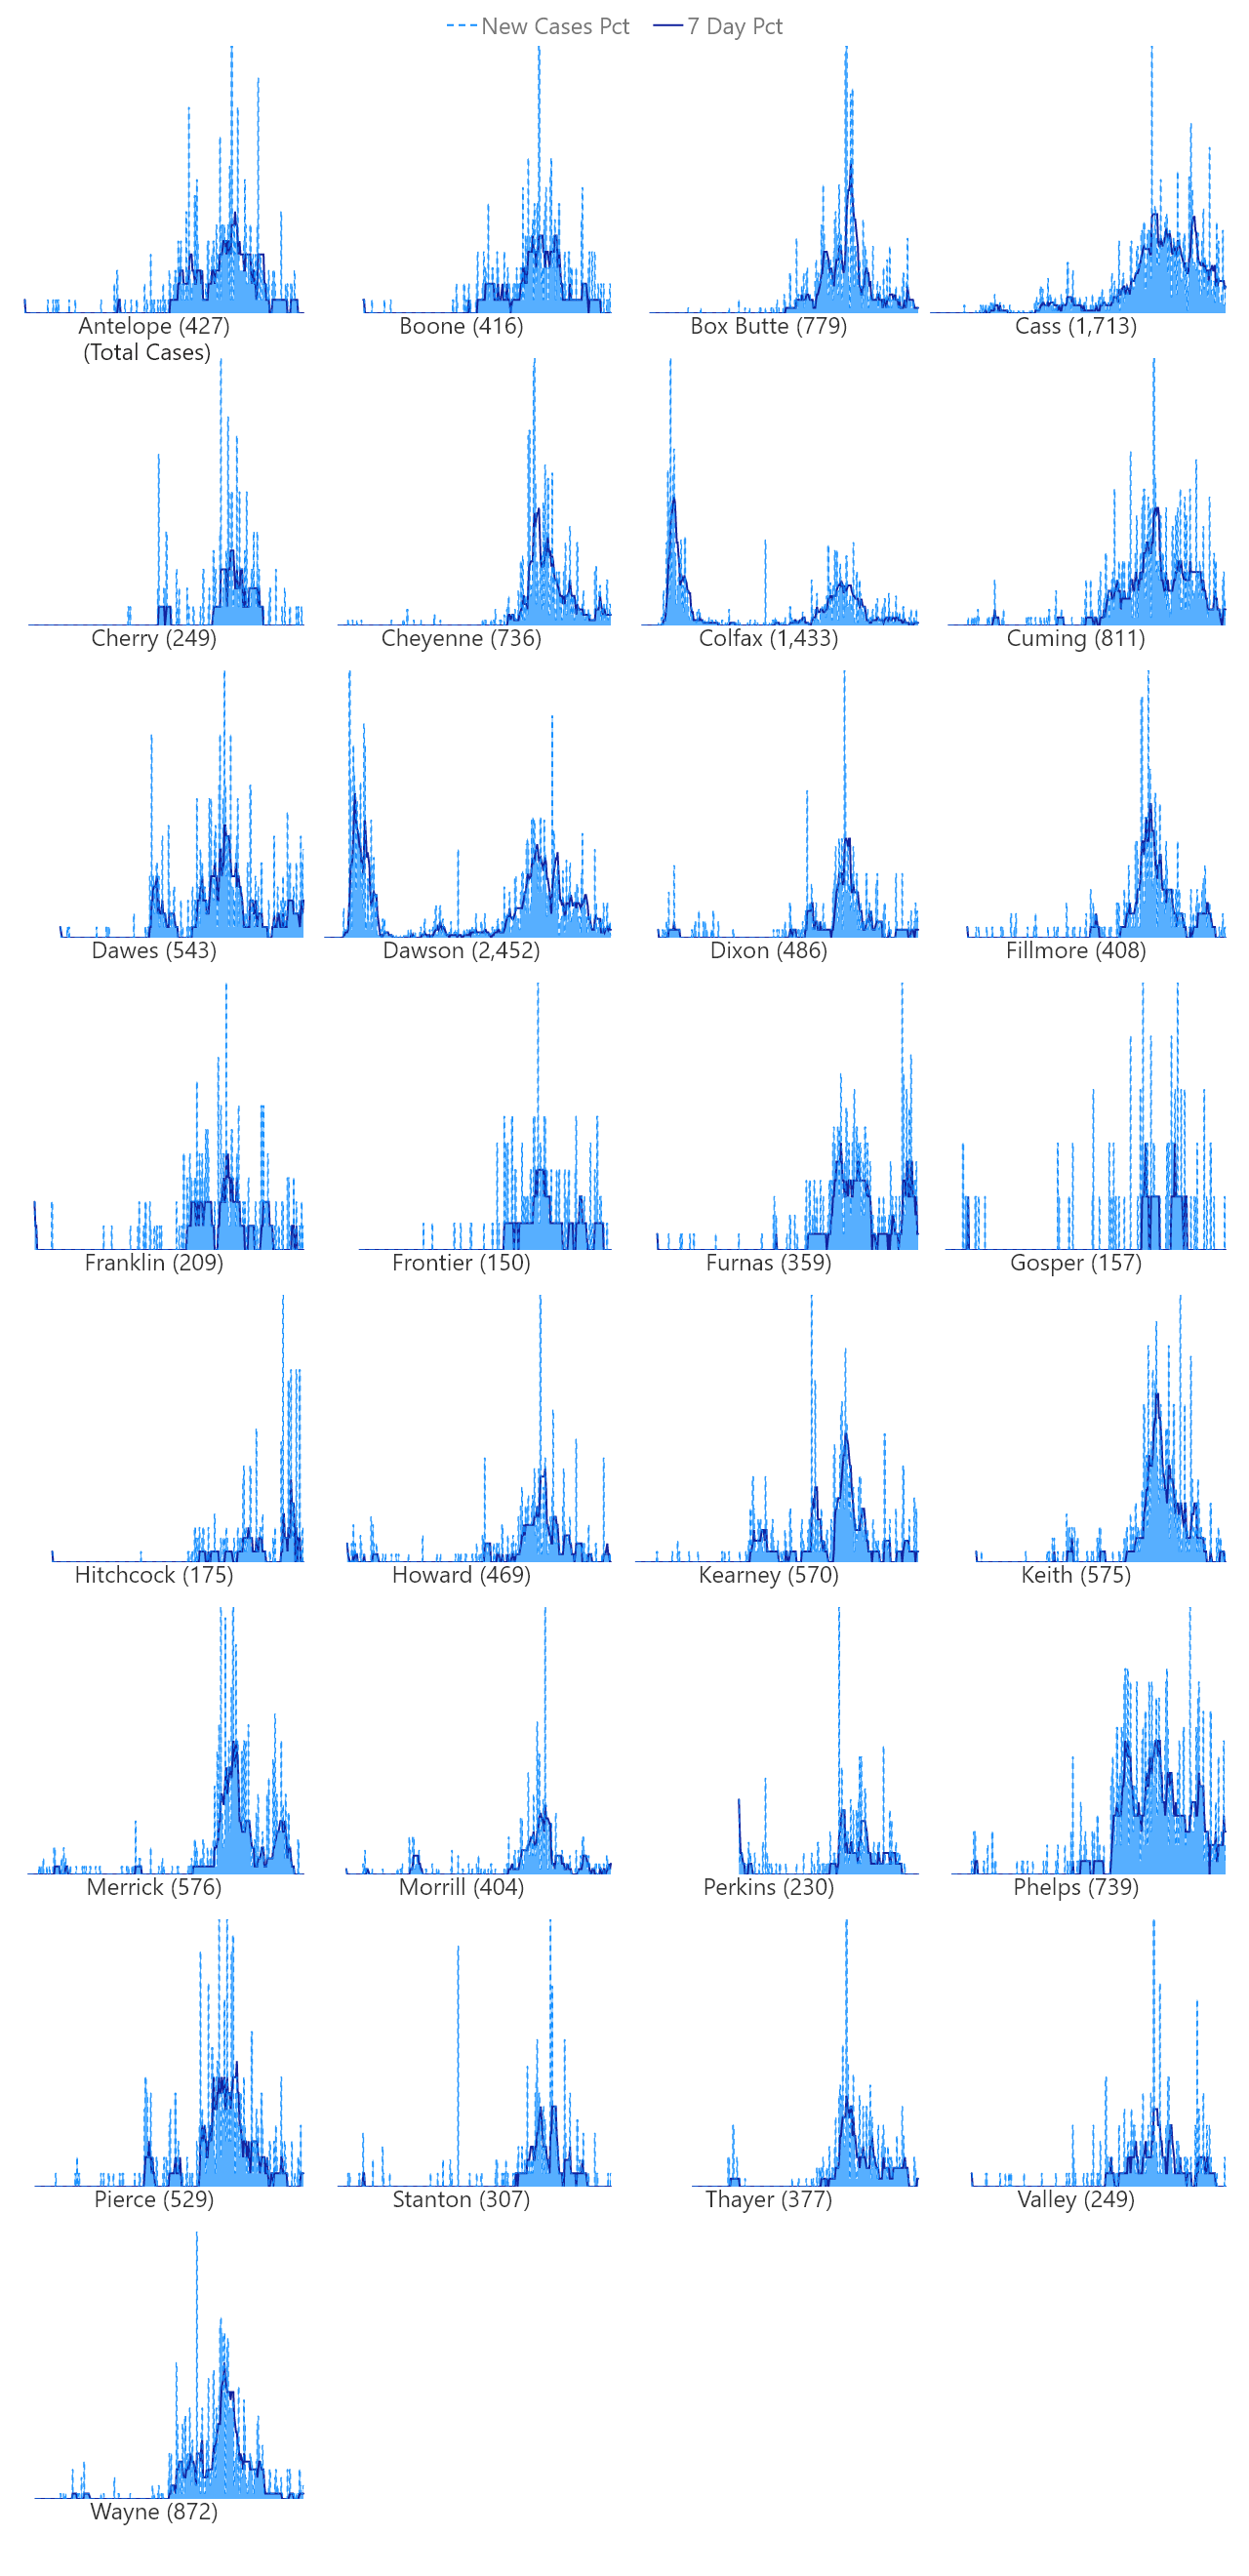 New Cases Pct 7 Day Pct
Antelope (427) Boone (416) Box Butte (779) Cass (1,713)
(Total Cases)
Cherry (249) Cheyenne (736) Colfax (1,433) Cuming (811)
Dawes (543) Dawson (2,452) Dixon (486) Fillmore (408)
Franklin (209) Frontier (150) Furnas (359) Gosper (157)
Hitchcock (175) Howard (469) Kearney (570) Keith (575)
Merrick (576) Morrill (404) Perkins (230) Phelps (739)
Pierce (529) Stanton (307) Thayer (377) Valley (249)
Wayne (872)